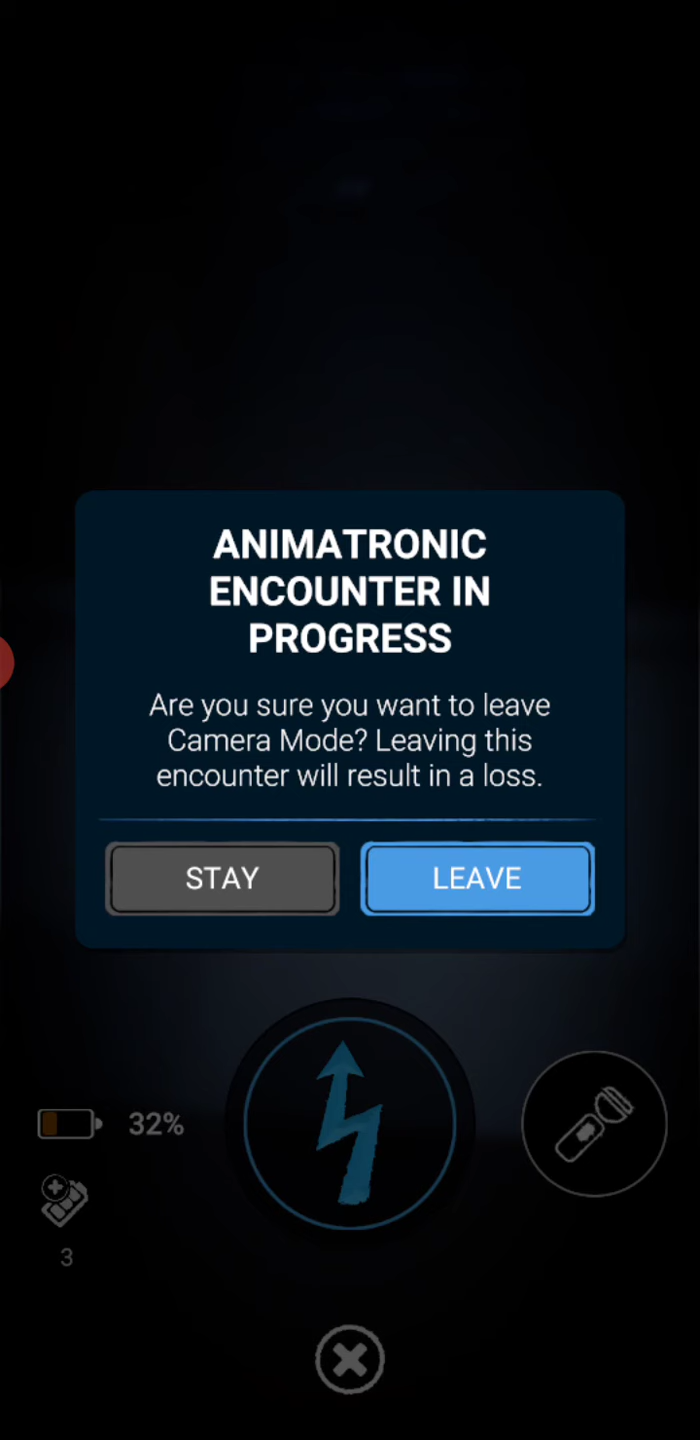 ANIMATRONIC
ENCOUNTER IN
PROGRESS
Are you sure you want to leave
Camera Mode? Leaving this
encounter will result in a loss.
STAY
LEAVE
32%
3